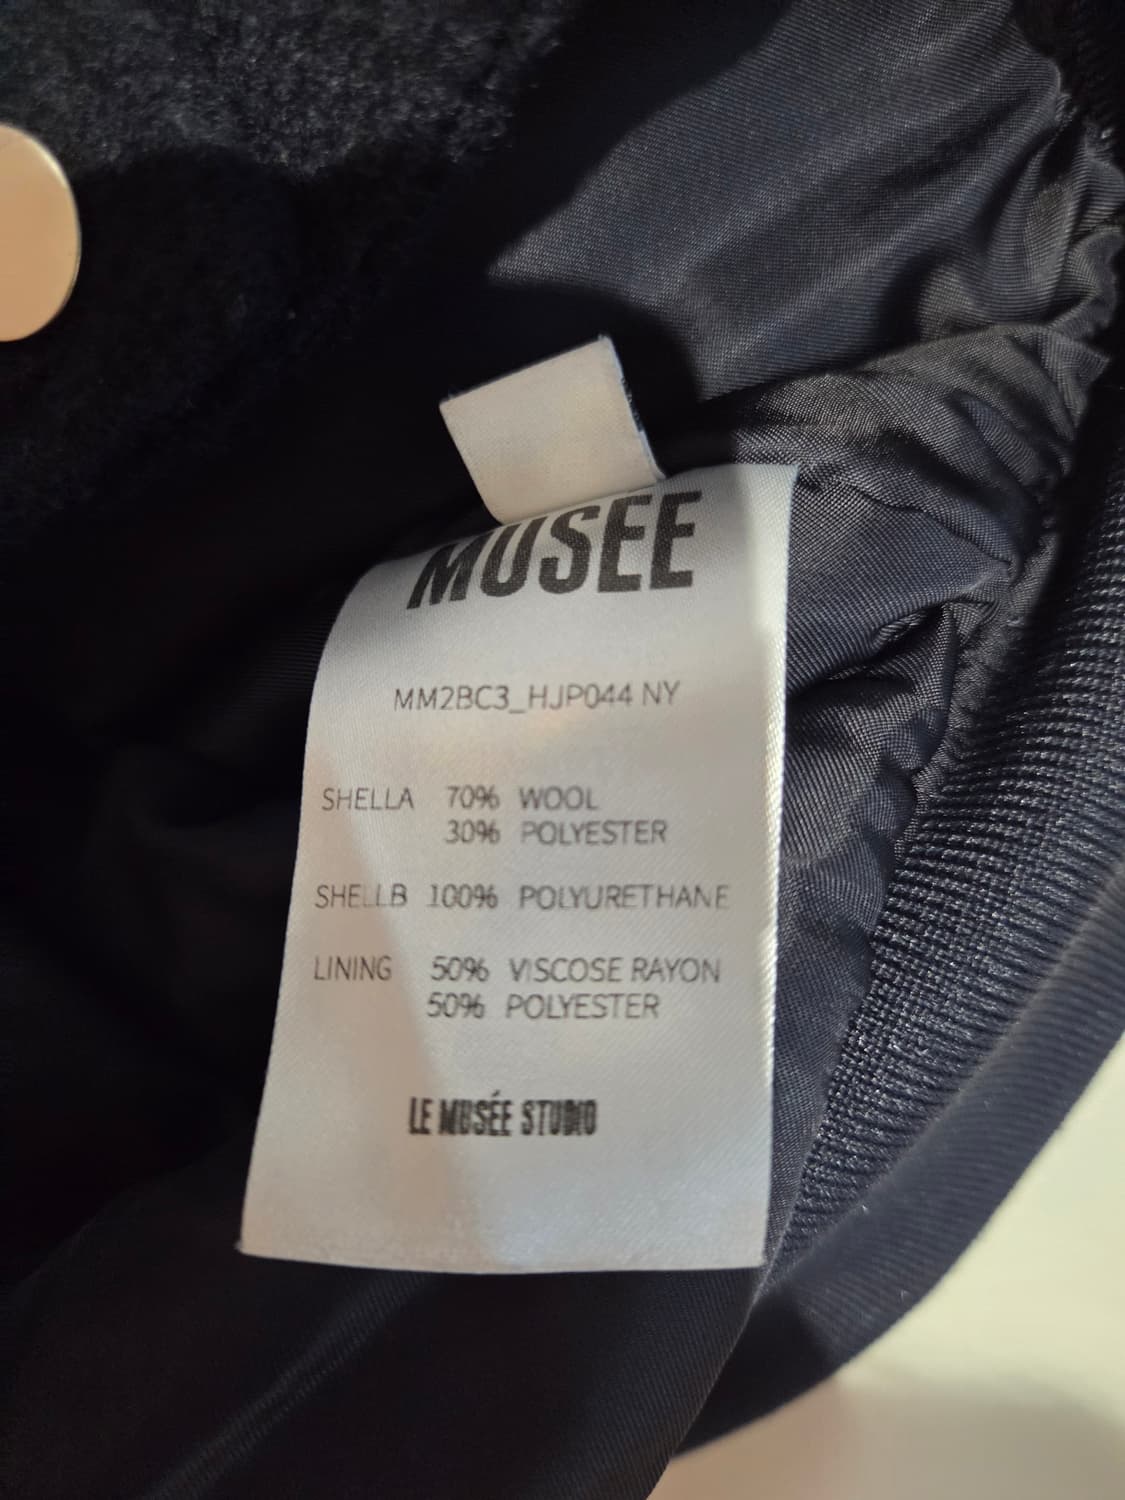 MUSEE
MM2BC3_HJP044 NY
SHELLA 70% WOOL
30% POLYESTER
SHELLB 100% POLYURETHANE
LINING 50% VISCOSE RAYON
50% POLYESTER
LE MUSÉE STUDIO